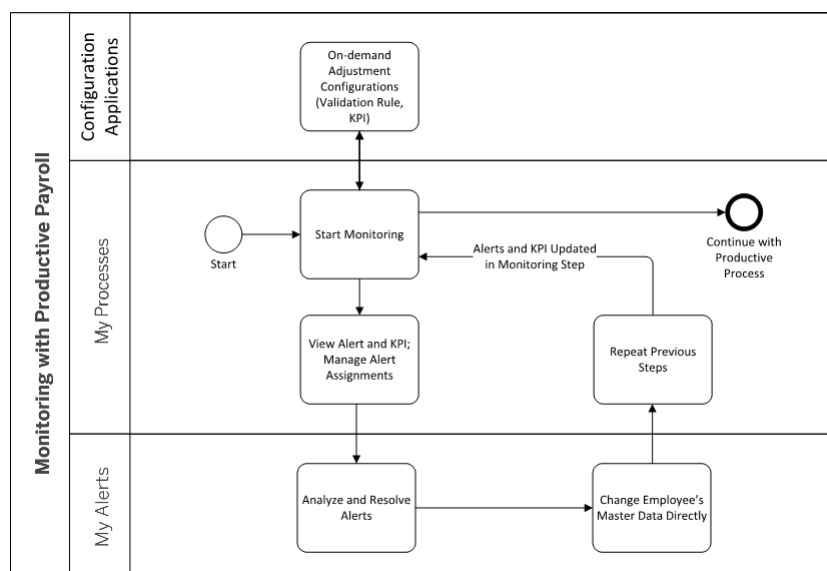 Monitoring with Productive Payroll
Configuration
Applications
On-demand
Adjustment
Configurations
(Validation Rule,
KPI)
My Processes
Start
Start Monitoring
Alerts and KPI Updated
in Monitoring Step
Continue with
Productive
Process
View Alert and KPI;
Manage Alert
Assignments
Repeat Previous
Steps
My Alerts
Analyze and Resolve
Alerts
Change Employee's
Master Data Directly